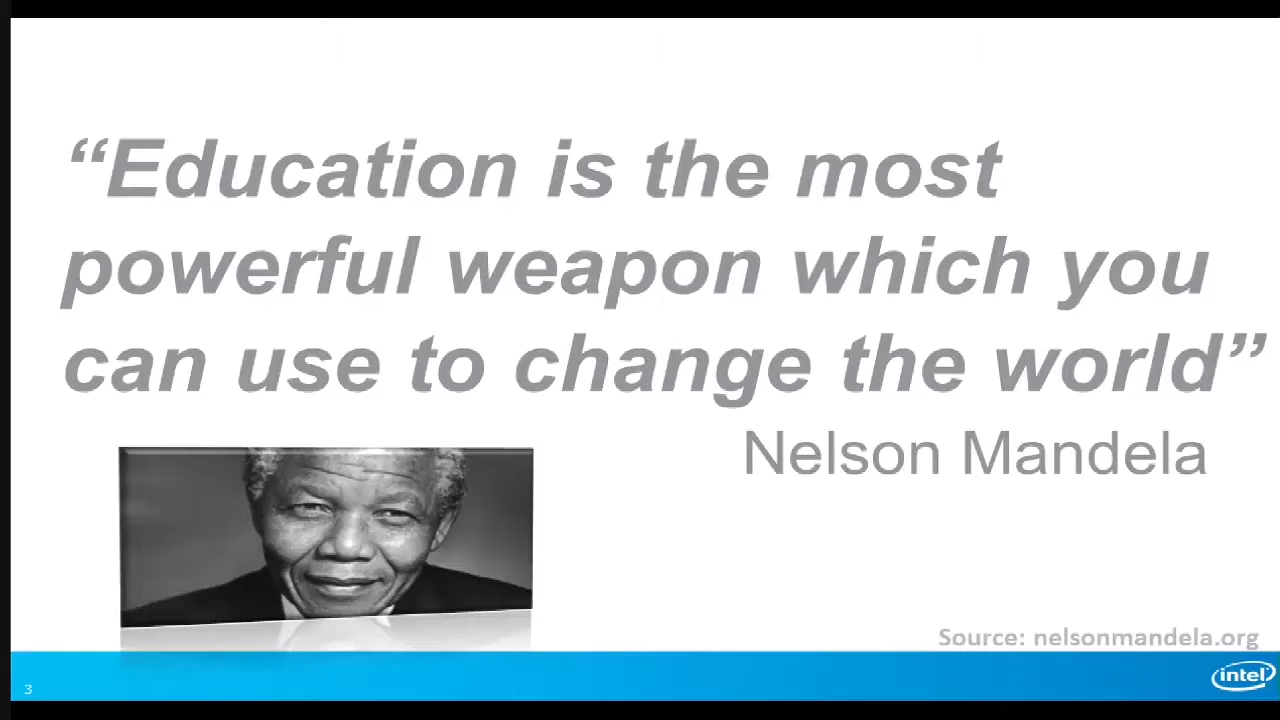 “Education is the most
powerful weapon which you
can use to change the world”
Nelson Mandela
Source: nelsonmandela.org
3
intel